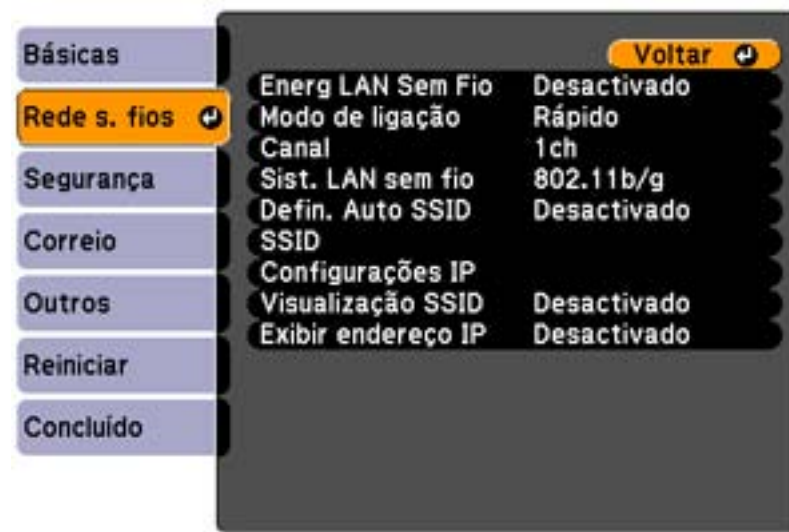 Básicas
Rede s. fios
Segurança
Correio
Outros
Reiniciar
Concluído
Voltar
Energ LAN Sem Fio Desactivado
Modo de ligação Rápido
Canal 1ch
Sist. LAN sem fio 802.11b/g
Defin. Auto SSID Desactivado
SSID
Configurações IP
Visualização SSID Desactivado
Exibir endereço IP Desactivado